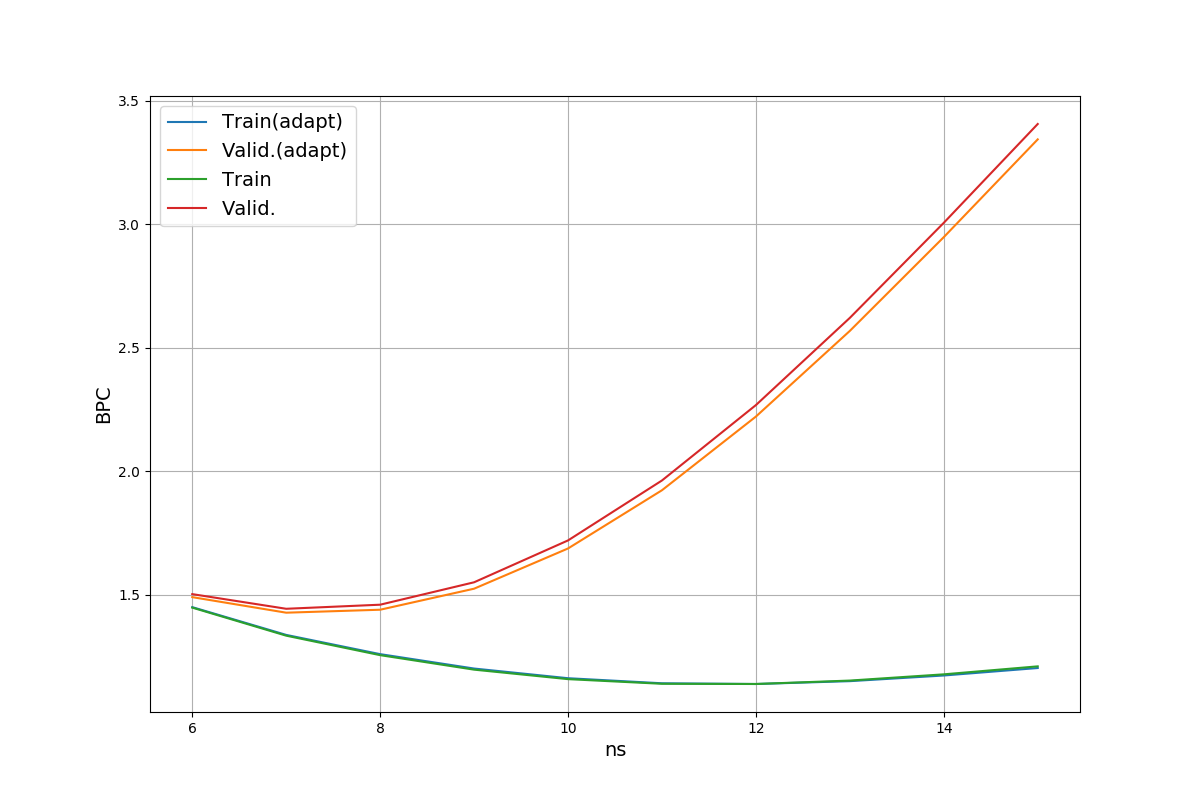 3.5
3.0
2.5
2.0
1.5
BPC
Train(adapt)
Valid.(adapt)
Train
Valid.
6 8 10 12 14
ns